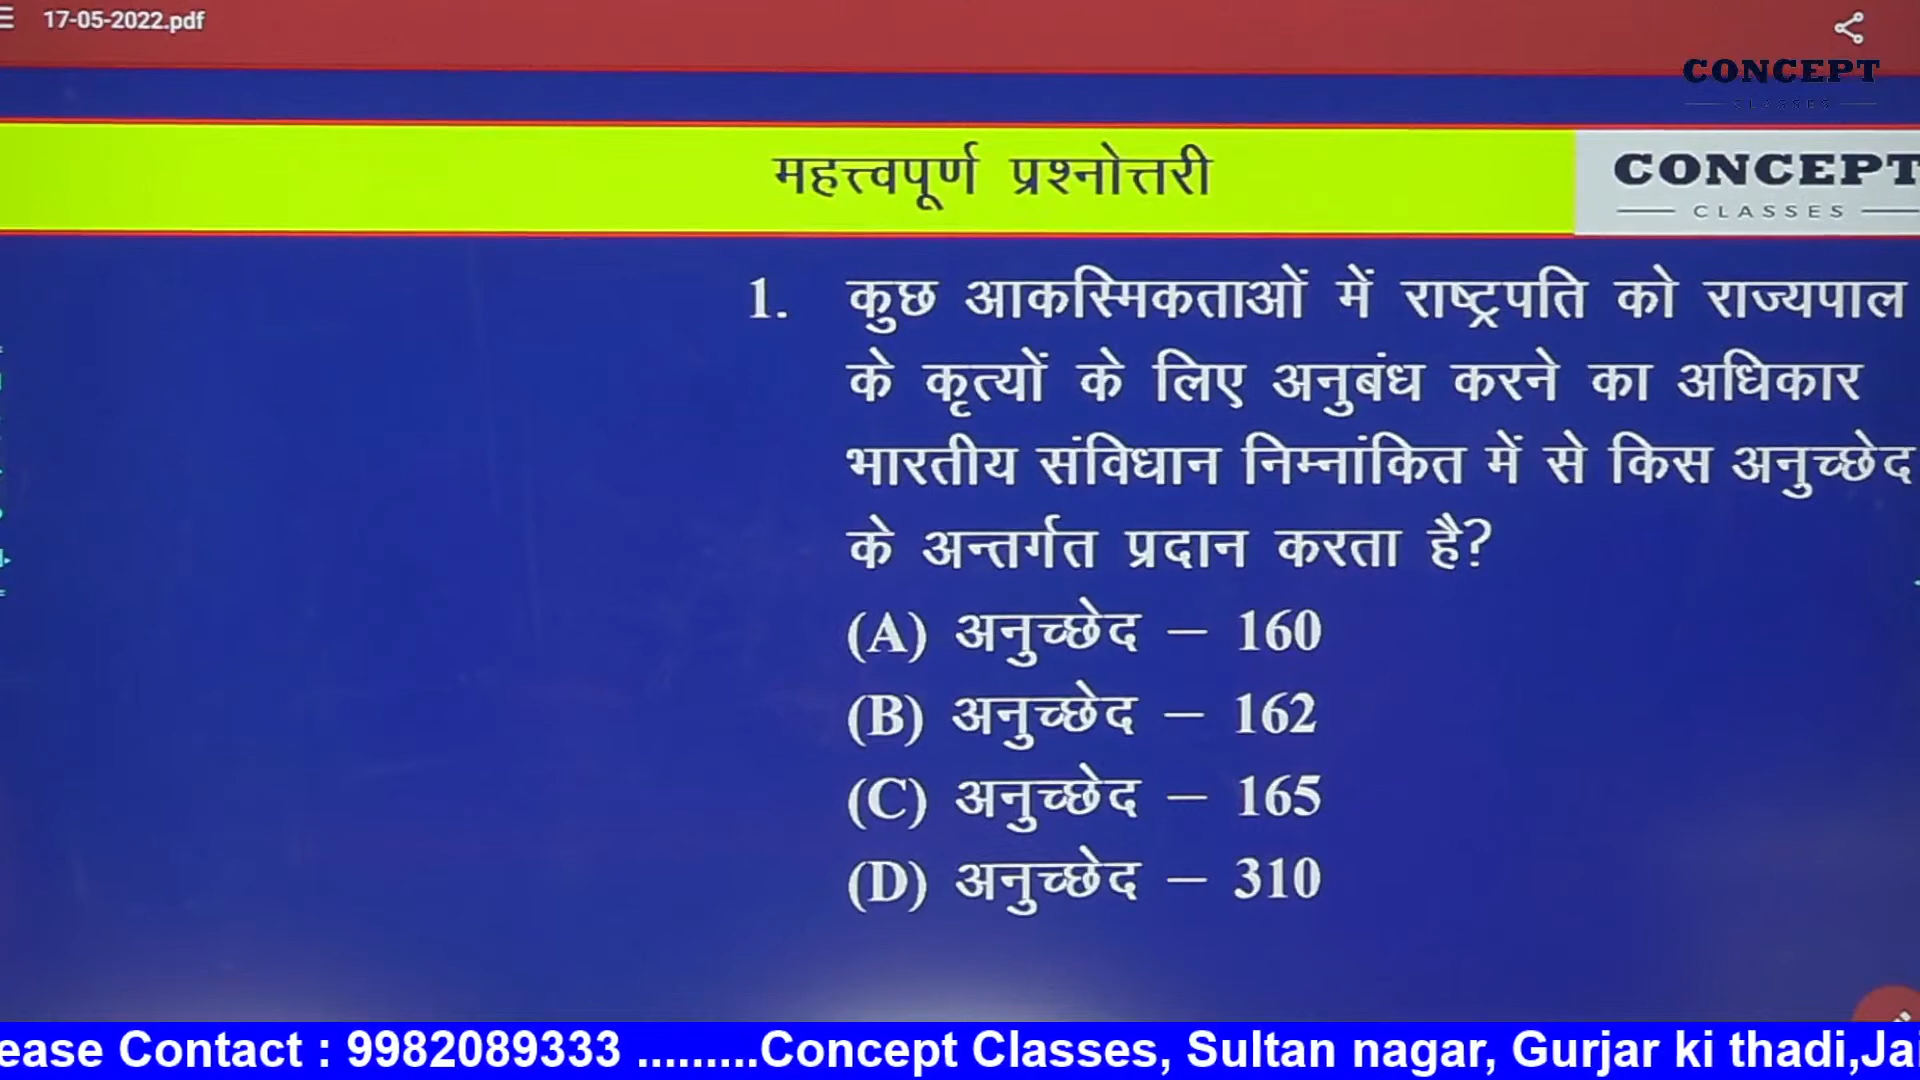 17-05-2022.pdf
CONCEPT
CLASSES
महत्त्वपूर्ण प्रश्नोत्तरी
CONCEPT
CLASSES
1. कुछ आकस्मिकताओं में राष्ट्रपति को राज्यपाल
के कृत्यों के लिए अनुबंध करने का अधिकार
भारतीय संविधान निम्नांकित में से किस अनुच्छेद
के अन्तर्गत प्रदान करता है?
(A) अनुच्छेद – 160
(B) अनुच्छेद – 162
(C) अनुच्छेद – 165
(D) अनुच्छेद – 310
ease Contact : 9982089333 .........Concept Classes, Sultan nagar, Gurjar ki thadi,Jai